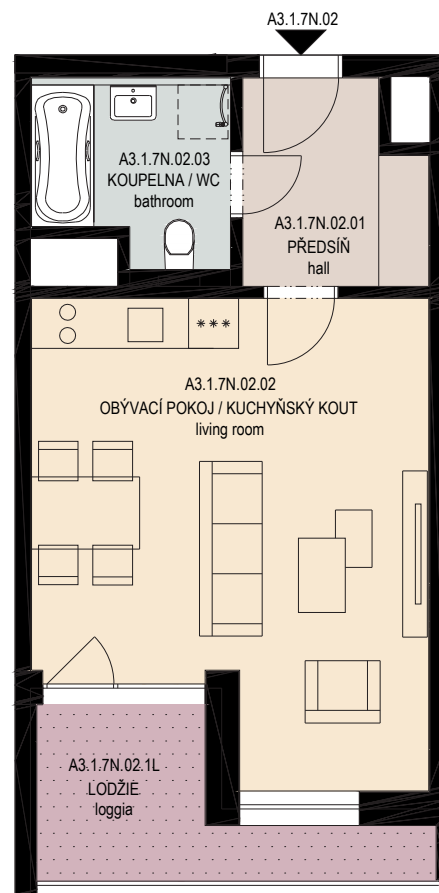 A3.1.7N.02
A3.1.7N.02.03
KOUPELNA / WC
bathroom
A3.1.7N.02.01
PŘEDSÍŇ
hall
***
A3.1.7N.02.02
OBÝVACÍ POKOJ / KUCHYŇSKÝ KOUT
living room
A3.1.7N.02.1L
LODŽIE
loggia